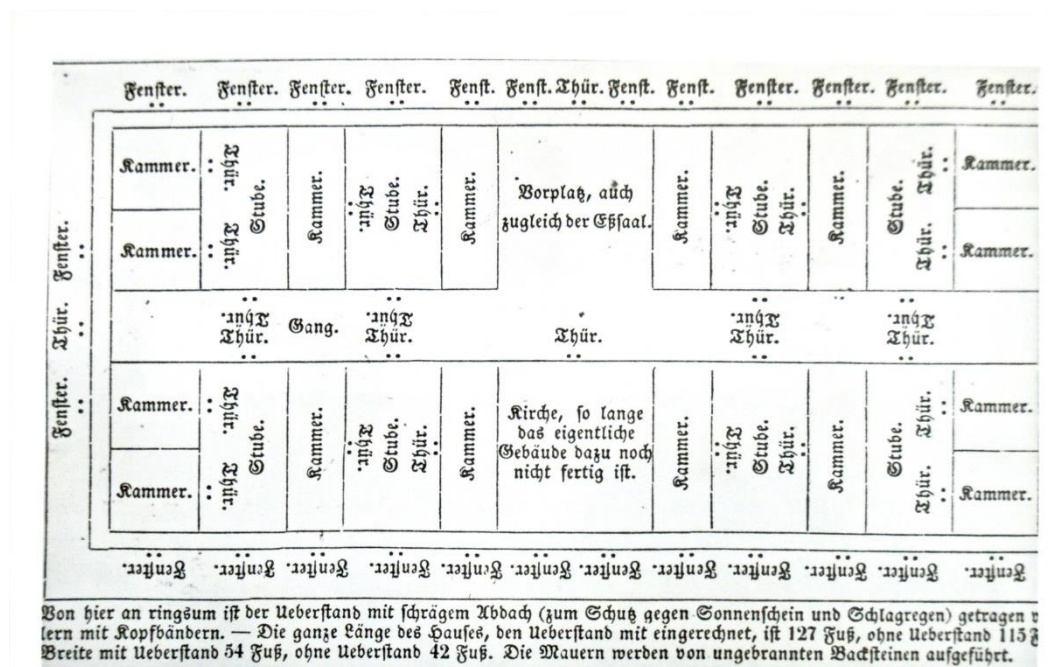 Fenster. Fenster. Fenster. Fenster. Fenst. Fenst. Thür. Fenst. Fenst. Fenster. Fenster. Fenster. Fenster.
Kammer. Thür. Stube. Kammer. Thür. Stube. Thür. Kammer. Vorplatz, auch Kammer. Thür. Stube. Thür. Kammer. Stube. Thür. Kammer.
zugleich der Eßsaal.
Kammer. Thür. Thür. Kammer.
Fenster.
Thür. Thür. Thür. Thür.
Thür. Thür. Gang. Thür. Thür. Thür. Thür.
Fenster.
Kammer. Thür. Stube. Kammer. Thür. Stube. Thür. Kammer. Kirche, so lange Kammer. Thür. Stube. Thür. Kammer. Stube. Thür. Kammer.
das eigentliche
Gebäude dazu noch
nicht fertig ist.
Kammer. Thür. Thür. Kammer.
Fenster. Fenster. Fenster. Fenster. Fenster. Fenster. Fenster. Fenster. Fenster. Fenster. Fenster. Fenster. Fenster.
Von hier an ringsum ist der Ueberstand mit schrägem Abdach (zum Schutz gegen Sonnenschein und Schlagregen) getragen
lern mit Kopfbändern. — Die ganze Länge des Hauses, den Ueberstand mit eingerechnet, ist 127 Fuß, ohne Ueberstand 115
Breite mit Ueberstand 54 Fuß, ohne Ueberstand 42 Fuß. Die Mauern werden von ungebrannten Backsteinen aufgeführt.